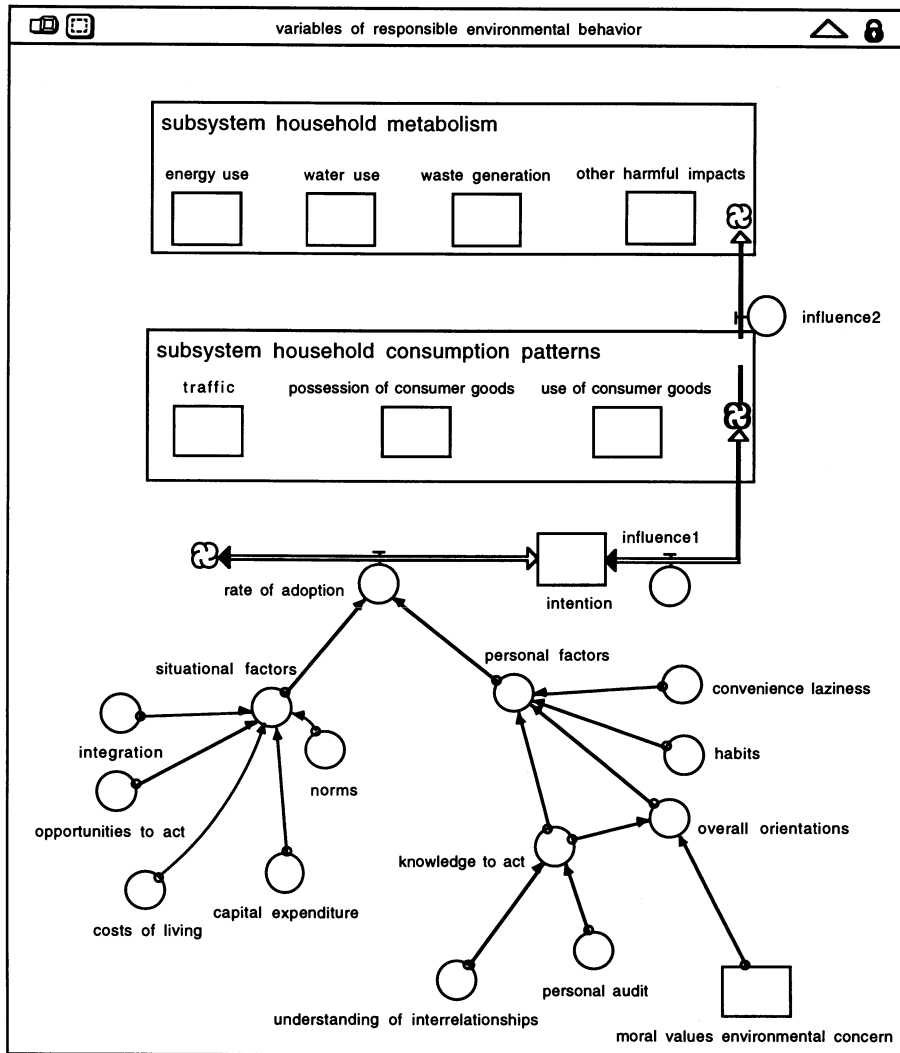 variables of responsible environmental behavior
subsystem household metabolism
energy use
water use
waste generation
other harmful impacts
influence2
subsystem household consumption patterns
traffic
possession of consumer goods
use of consumer goods
influence1
rate of adoption
intention
situational factors
personal factors
convenience laziness
integration
habits
norms
opportunities to act
overall orientations
knowledge to act
capital expenditure
costs of living
personal audit
understanding of interrelationships
moral values environmental concern